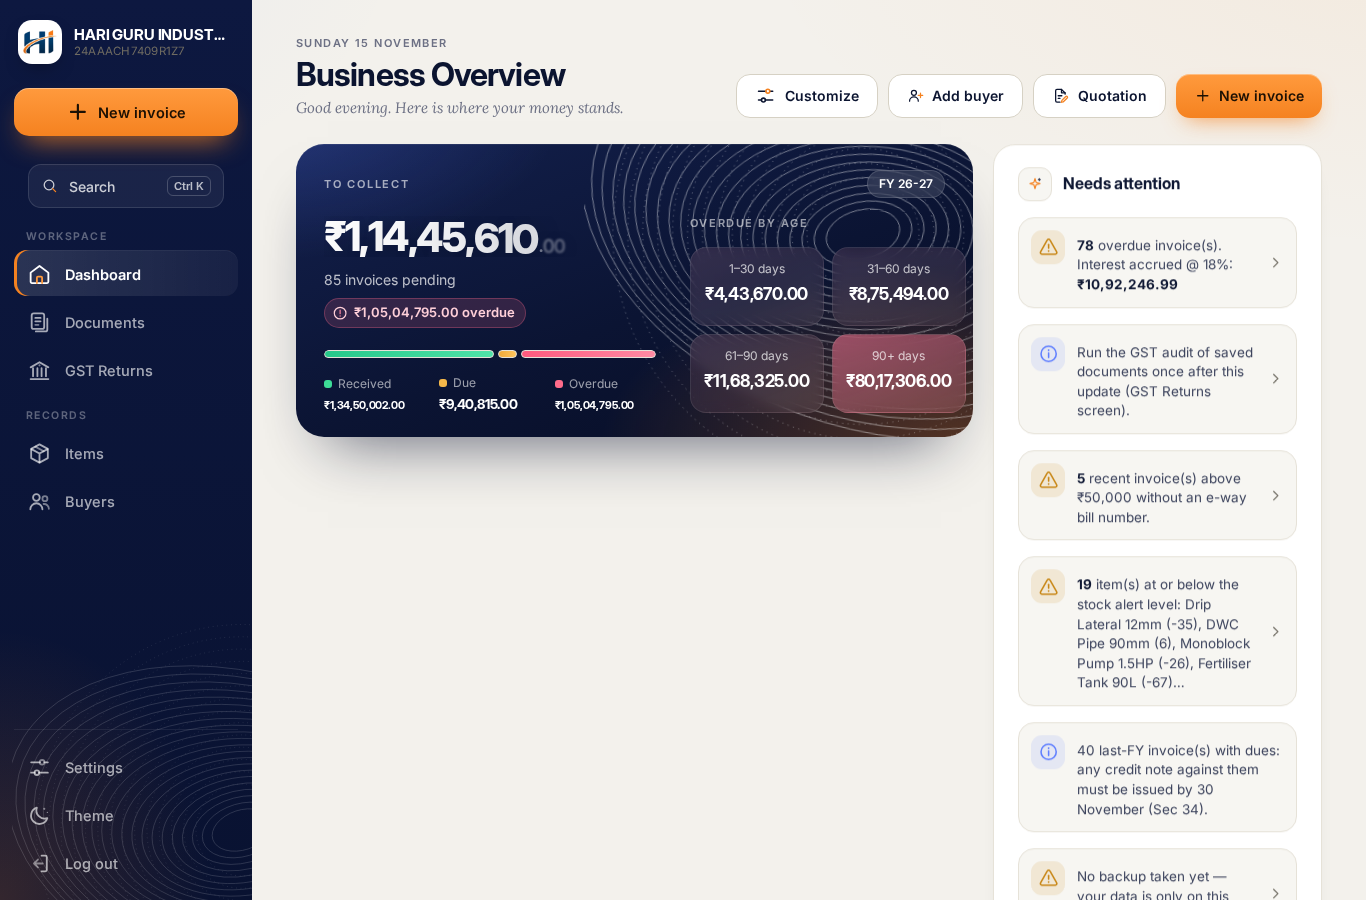 Hi
HARI GURU INDUST...
24AAACH7409R1Z7
New invoice
Search
Ctrl K
WORKSPACE
Dashboard
Documents
GST Returns
RECORDS
Items
Buyers
Settings
Theme
Log out
SUNDAY 15 NOVEMBER
Business Overview
Good evening. Here is where your money stands.
Customize
Add buyer
Quotation
New invoice
TO COLLECT
FY 26-27
₹1,14,45,610.00
85 invoices pending
₹1,05,04,795.00 overdue
Received
₹1,34,50,002.00
Due
₹9,40,815.00
Overdue
₹1,05,04,795.00
OVERDUE BY AGE
1–30 days
₹4,43,670.00
31–60 days
₹8,75,494.00
61–90 days
₹11,68,325.00
90+ days
₹80,17,306.00
Needs attention
78 overdue invoice(s).
Interest accrued @ 18%:
₹10,92,246.99
Run the GST audit of saved
documents once after this
update (GST Returns
screen).
5 recent invoice(s) above
₹50,000 without an e-way
bill number.
19 item(s) at or below the
stock alert level: Drip
Lateral 12mm (-35), DWC
Pipe 90mm (6), Monoblock
Pump 1.5HP (-26), Fertiliser
Tank 90L (-67)...
40 last-FY invoice(s) with dues:
any credit note against them
must be issued by 30
November (Sec 34).
No backup taken yet —
your data is only on this